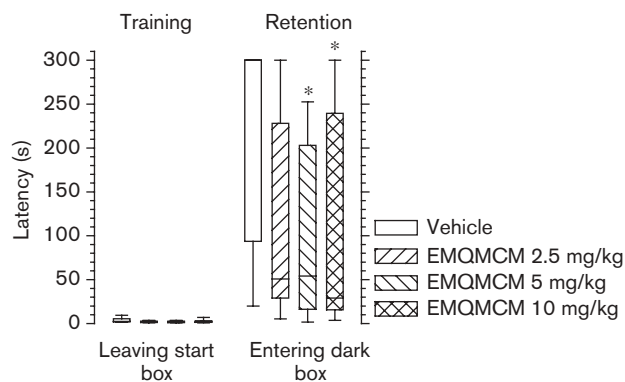 Training Retention
* *
300
250
200
150
100
50
0
Latency (s)
Leaving start
box
Entering dark
box
Vehicle
EMQMCM 2.5 mg/kg
EMQMCM 5 mg/kg
EMQMCM 10 mg/kg